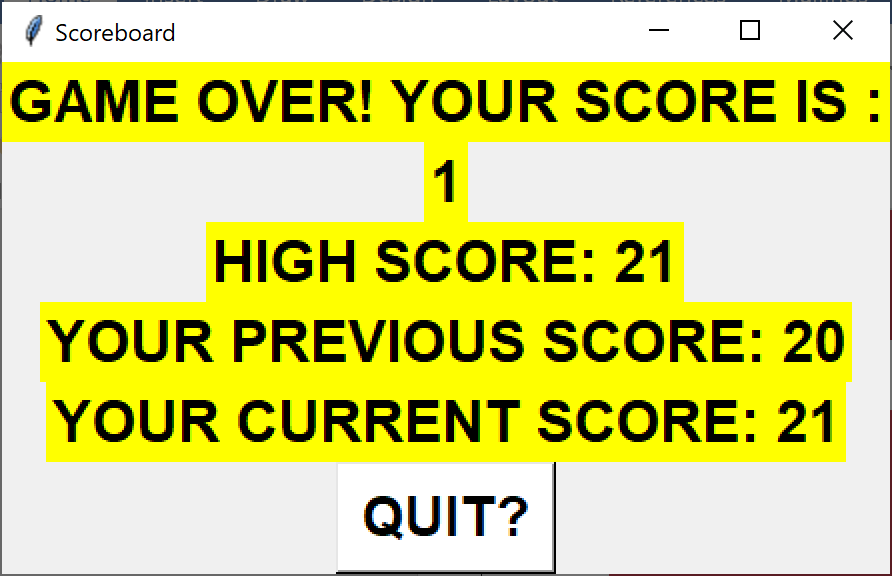 Scoreboard
GAME OVER! YOUR SCORE IS :
1
HIGH SCORE: 21
YOUR PREVIOUS SCORE: 20
YOUR CURRENT SCORE: 21
QUIT?